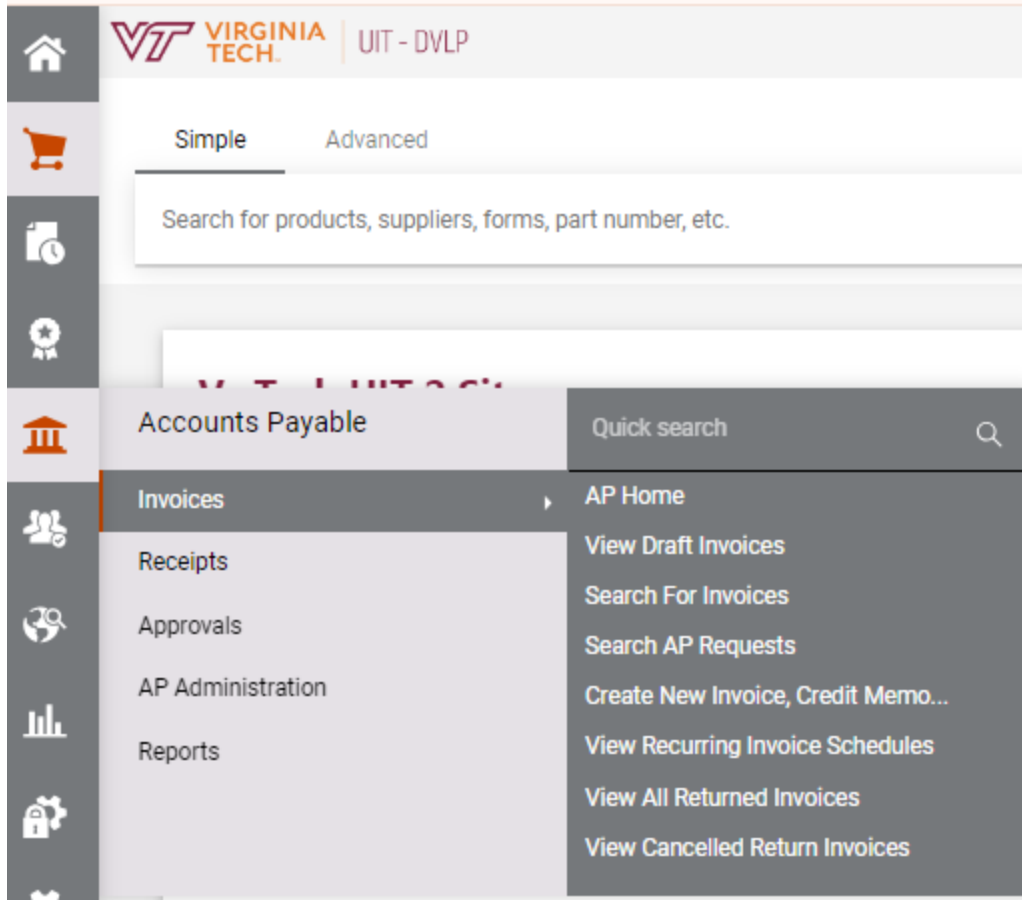 VT VIRGINIA TECH. UIT - DVLP
Simple Advanced
Search for products, suppliers, forms, part number, etc.
Accounts Payable
Quick search
Invoices
Receipts
Approvals
AP Administration
Reports
AP Home
View Draft Invoices
Search For Invoices
Search AP Requests
Create New Invoice, Credit Memo...
View Recurring Invoice Schedules
View All Returned Invoices
View Cancelled Return Invoices